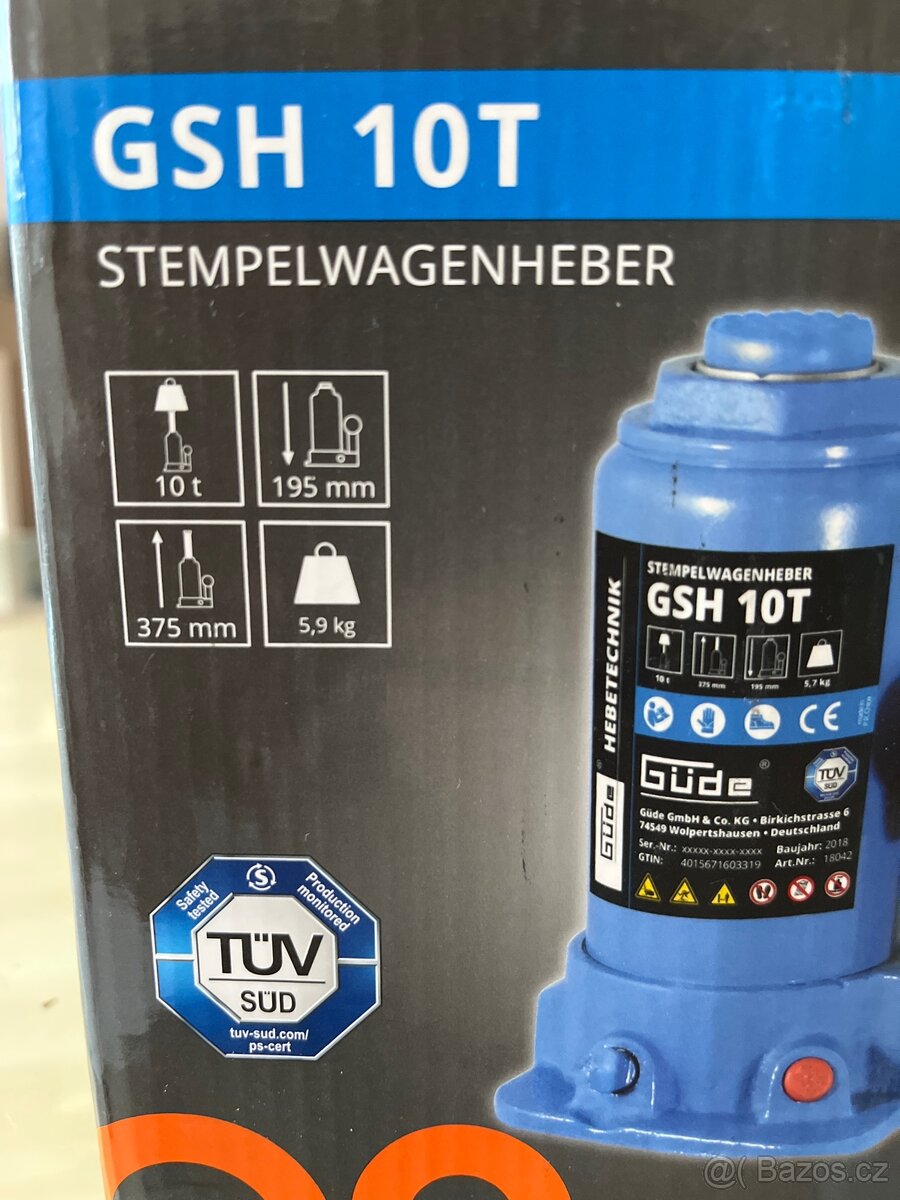 GSH 10T
STEMPELWAGENHEBER
10 t
195 mm
375 mm
5,9 kg
STEMPELWAGENHEBER
GSH 10T
10 t
375 mm
195 mm
5,7 kg
HEBETECHNIK
Güde®
CE
made in
P.R. China
Güde®
TÜV
SÜD
Güde GmbH & Co. KG • Birkichstrasse 6
74549 Wolpertshausen • Deutschland
Ser.-Nr.: xxxxx-xxxx-xxxx Baujahr: 2018
GTIN: 4015671603319 Art.Nr.: 18042
Safety
tested
Production
monitored
TÜV
SÜD
tuv-sud.com/
ps-cert
@( Bazos.cz